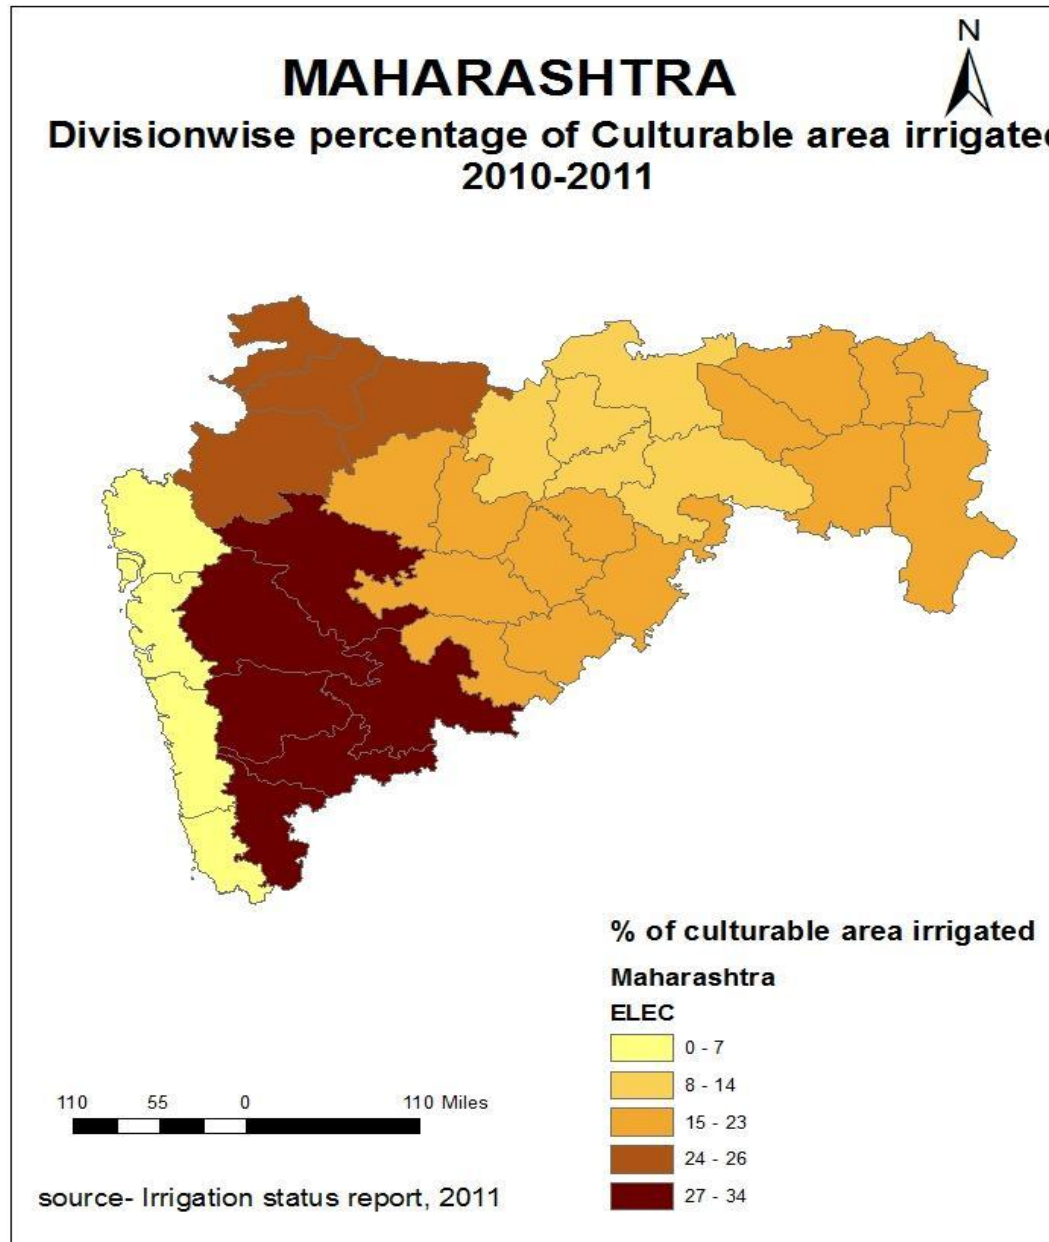 N
MAHARASHTRA
Divisionwise percentage of Culturable area irrigated
2010-2011
% of culturable area irrigated
Maharashtra
ELEC
0 - 7
8 - 14
15 - 23
24 - 26
27 - 34
110 55 0 110 Miles
source- Irrigation status report, 2011